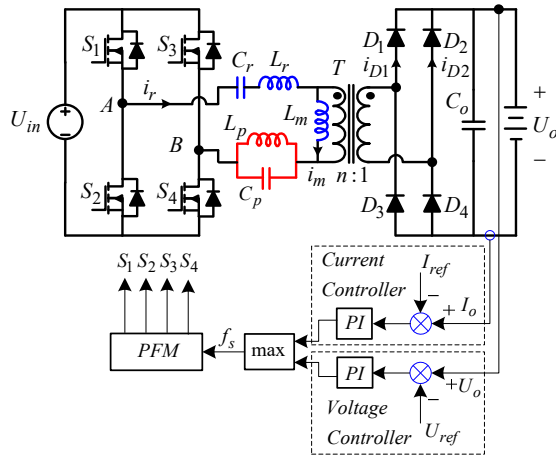 S1 S3 Cr Lr T D1 D2
ir iD1 iD2
A Lm Co +
Uin Lp Uo
B −
S2 S4 Cp im n:1 D3 D4
S1 S2 S3 S4
Current Controller Iref
−
PI + Io
PFM fs max
PI +Uo
−
Voltage Controller Uref